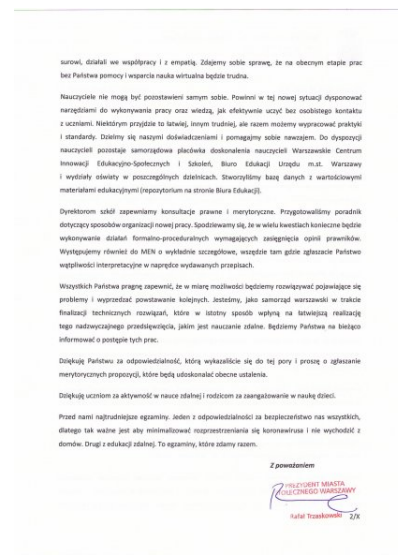 surowi, działali we współpracy i z empatią. Zdajemy sobie sprawę, że na obecnym etapie prac
bez Państwa pomocy i wsparcia nauka wirtualna będzie trudna.
Nauczyciele nie mogą być pozostawieni samym sobie. Powinni w tej nowej sytuacji dysponować
narzędziami do wykonywania pracy oraz wiedzą, jak efektywnie uczyć bez osobistego kontaktu
z uczniami. Niektórym przyjdzie to łatwiej, innym trudniej, ale razem możemy wypracować praktyki
i standardy. Dzielmy się naszymi doświadczeniami i pomagajmy sobie nawzajem. Do dyspozycji
nauczycieli pozostaje samorządowa placówka doskonalenia nauczycieli Warszawskie Centrum
Innowacji Edukacyjno-Społecznych i Szkoleń, Biuro Edukacji Urzędu m.st. Warszawy
i wydziały oświaty w poszczególnych dzielnicach. Stworzyliśmy bazę danych z wartościowymi
materiałami edukacyjnymi (repozytorium na stronie Biura Edukacji).
Dyrektorom szkół zapewniamy konsultacje prawne i merytoryczne. Przygotowaliśmy poradnik
dotyczący sposobów organizacji nowej pracy. Spodziewamy się, że w wielu kwestiach konieczne będzie
wykonywanie działań formalno-proceduralnych wymagających zasięgnięcia opinii prawników.
Występujemy również do MEN o wykładnie szczegółowe, wszędzie tam gdzie zgłaszacie Państwo
wątpliwości interpretacyjne w naprędce wydawanych przepisach.
Wszystkich Państwa pragnę zapewnić, że w miarę możliwości będziemy rozwiązywać pojawiające się
problemy i wyprzedzać powstawanie kolejnych. Jesteśmy, jako samorząd warszawski w trakcie
finalizacji technicznych rozwiązań, które w istotny sposób wpłyną na łatwiejszą realizację
tego nadzwyczajnego przedsięwzięcia, jakim jest nauczanie zdalne. Będziemy Państwa na bieżąco
informować o postępie tych prac.
Dziękuję Państwu za odpowiedzialność, którą wykazaliście się do tej pory i proszę o zgłaszanie
merytorycznych propozycji, które będą udoskonalać obecne ustalenia.
Dziękuję uczniom za aktywność w nauce zdalnej i rodzicom za zaangażowanie w naukę dzieci.
Przed nami najtrudniejsze egzaminy. Jeden z odpowiedzialności za bezpieczeństwo nas wszystkich,
dlatego tak ważne jest aby minimalizować rozprzestrzenianie się koronawirusa i nie wychodzić z
domów. Drugi z edukacji zdalnej. To egzaminy, które zdamy razem.
Z poważaniem
PREZYDENT MIASTA
STOŁECZNEGO WARSZAWY
Rafał Trzaskowski
2/X